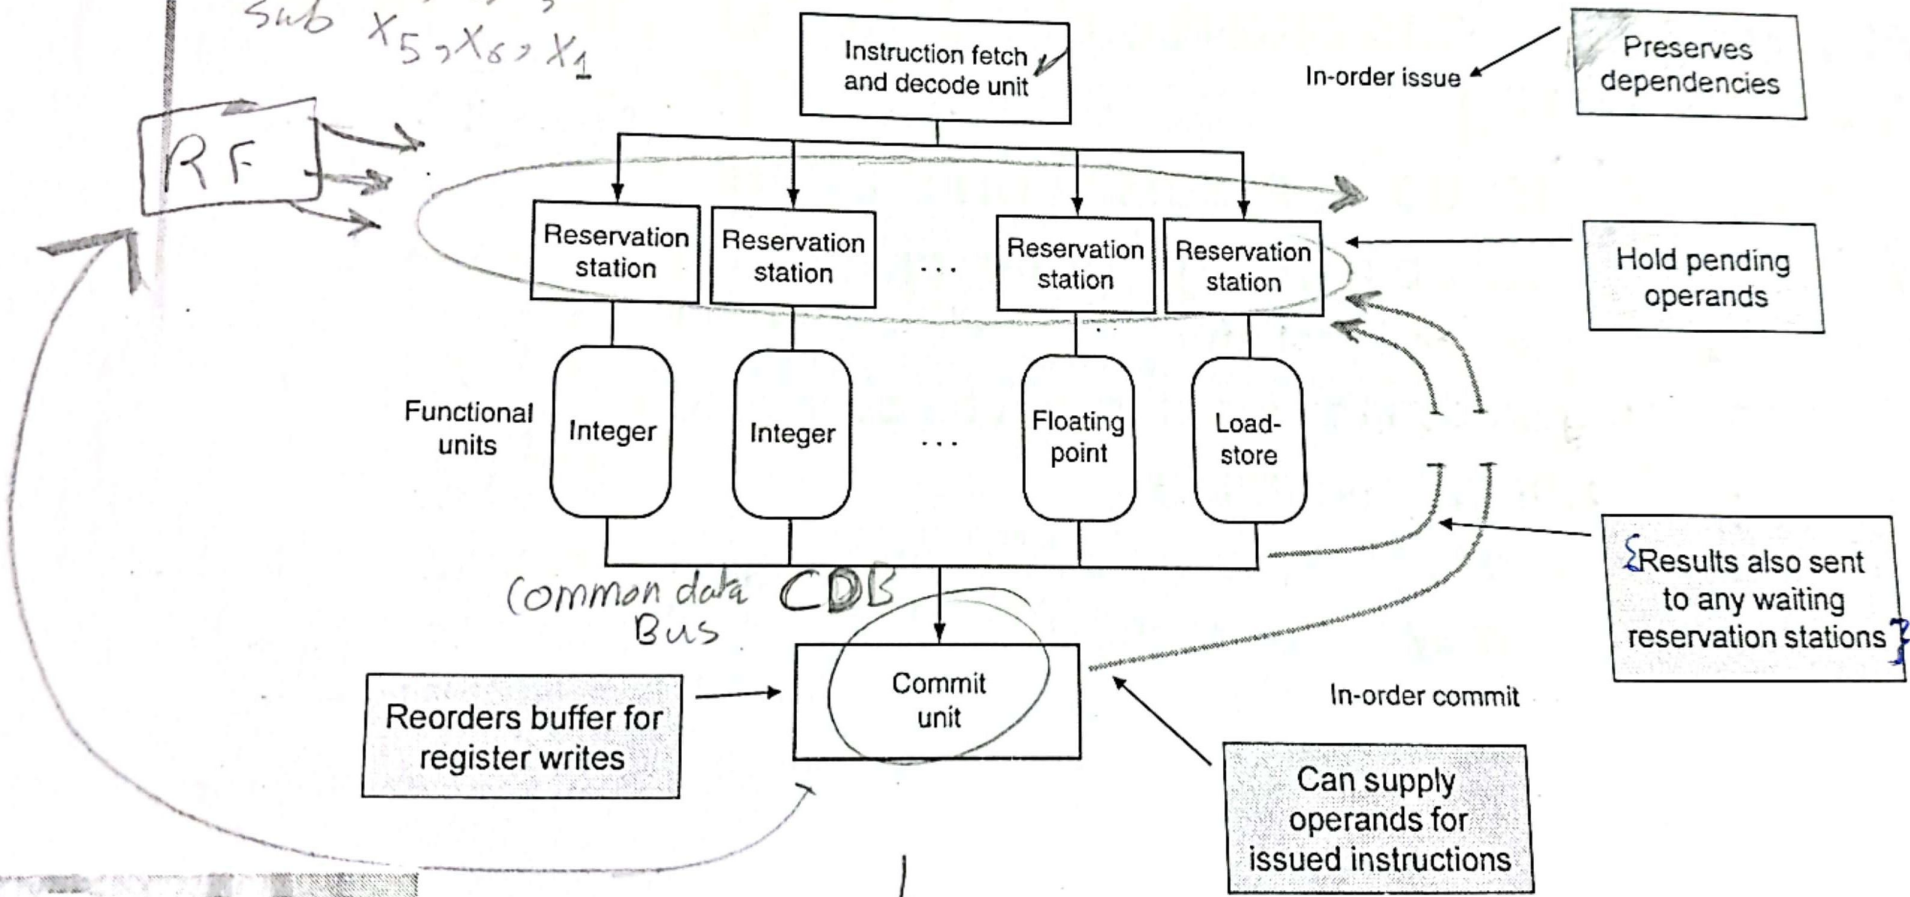 Sub X5, X6, X1
RF
Instruction fetch
and decode unit
In-order issue
Preserves
dependencies
Reservation
station
Reservation
station
...
Reservation
station
Reservation
station
Hold pending
operands
Functional
units
Integer
Integer
...
Floating
point
Load-
store
{Results also sent
to any waiting
reservation stations}
Common data CDB
Bus
Commit
unit
Reorders buffer for
register writes
In-order commit
Can supply
operands for
issued instructions